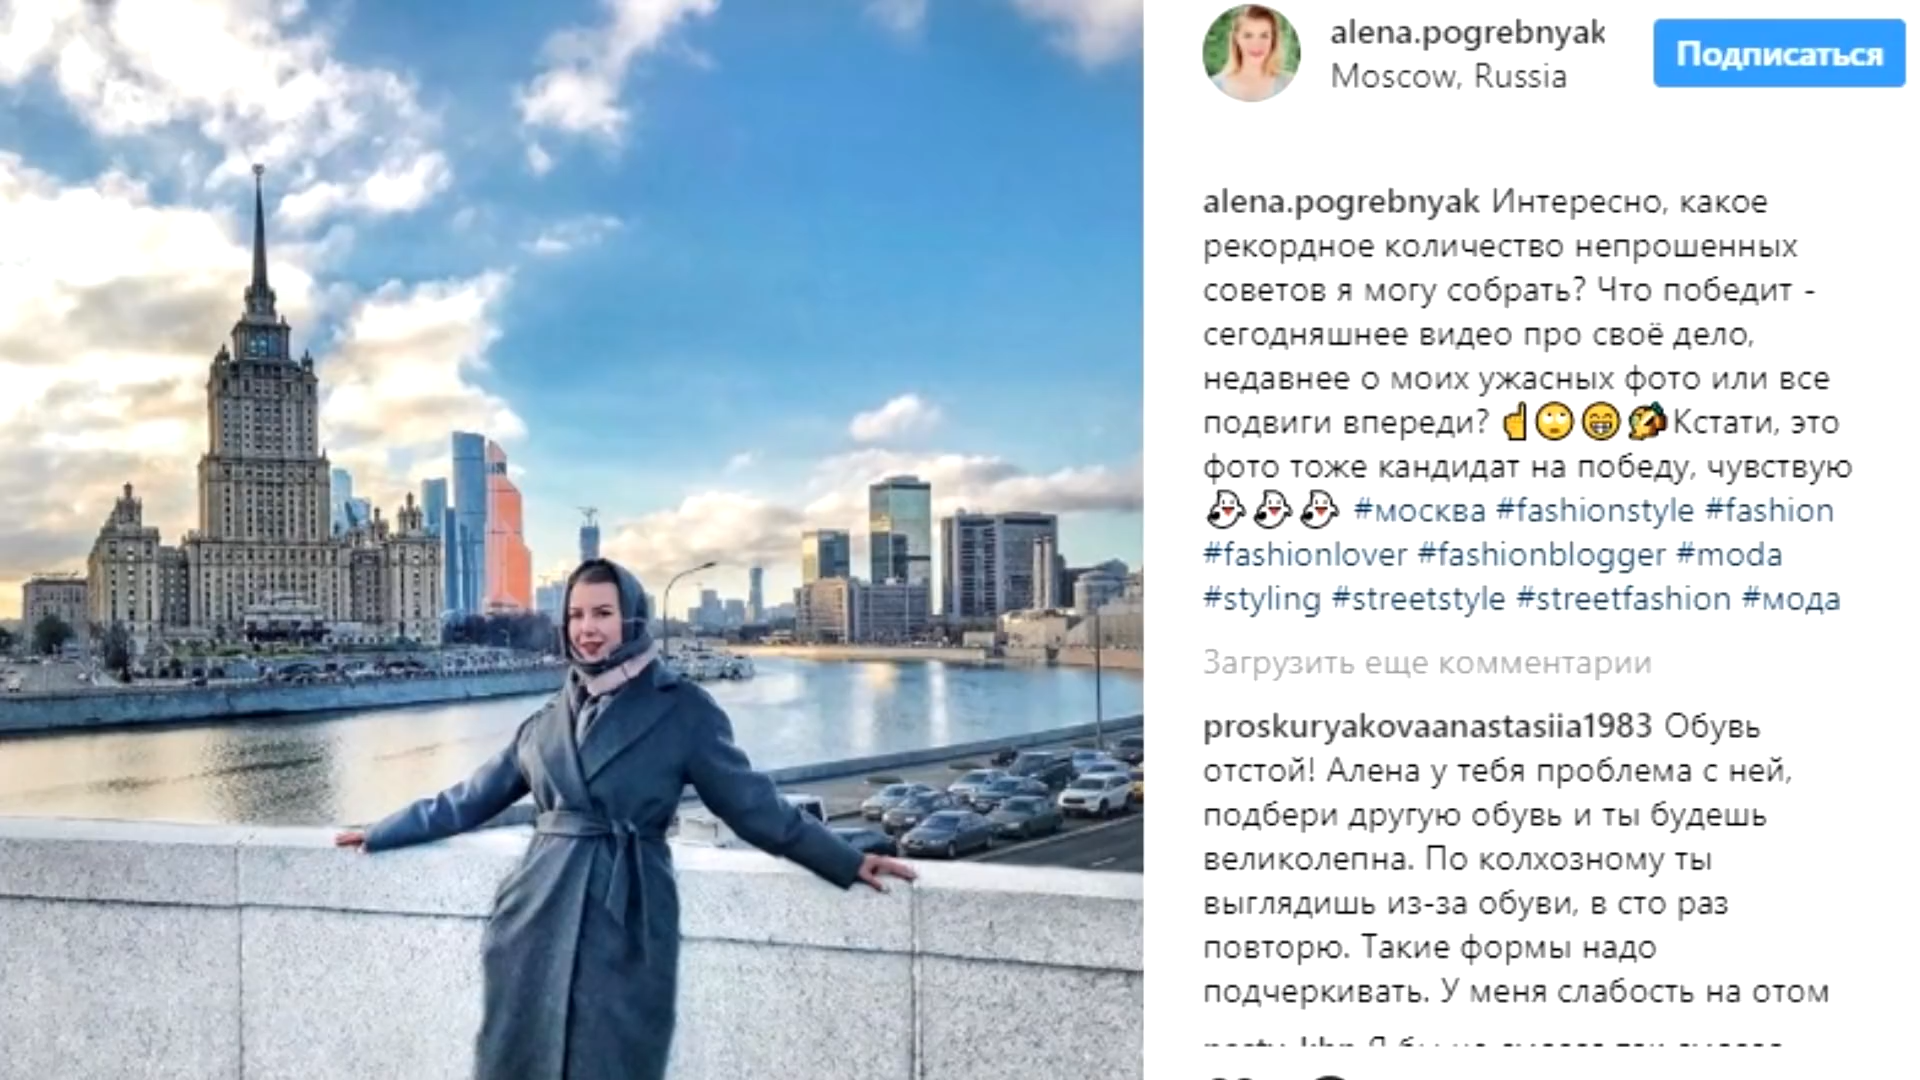 alena.pogrebnyak
Подписаться
Moscow, Russia
alena.pogrebnyak Интересно, какое
рекордное количество непрошенных
советов я могу собрать? Что победит -
сегодняшнее видео про своё дело,
недавнее о моих ужасных фото или все
подвиги впереди? ☝🙄😁🤣Кстати, это
фото тоже кандидат на победу, чувствую
👻👻👻 #москва #fashionstyle #fashion
#fashionlover #fashionblogger #moda
#styling #streetstyle #streetfashion #мода
Загрузить еще комментарии
proskuryakovaanastasiia1983 Обувь
отстой! Алена у тебя проблема с ней,
подбери другую обувь и ты будешь
великолепна. По колхозному ты
выглядишь из-за обуви, в сто раз
повторю. Такие формы надо
подчеркивать. У меня слабость на отом